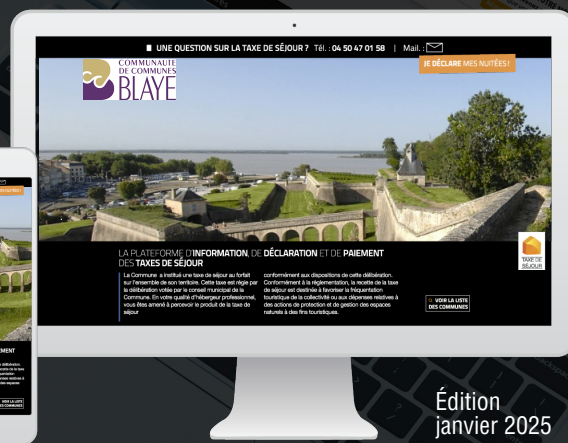 UNE QUESTION SUR LA TAXE DE SÉJOUR ? Tél. : 04 50 47 01 58 | Mail. :
COMMUNAUTÉ
DE COMMUNES
BLAYE
JE DÉCLARE MES NUITÉES !
LA PLATEFORME D'INFORMATION, DE DÉCLARATION ET DE PAIEMENT
DES TAXES DE SÉJOUR
La Commune a institué une taxe de séjour au forfait
sur l'ensemble de son territoire. Cette taxe est régie par
la délibération votée par le conseil municipal de la
Commune. En votre qualité d'hébergeur professionnel,
vous êtes amené à percevoir le produit de la taxe de
séjour
conformément aux dispositions de cette délibération.
Conformément à la réglementation, la recette de la taxe
de séjour est destinée à favoriser la fréquentation
touristique de la collectivité ou aux dépenses relatives à
des actions de protection et de gestion des espaces
naturels à des fins touristiques.
TAXE DE
SÉJOUR
VOIR LA LISTE
DES COMMUNES
Édition
janvier 2025